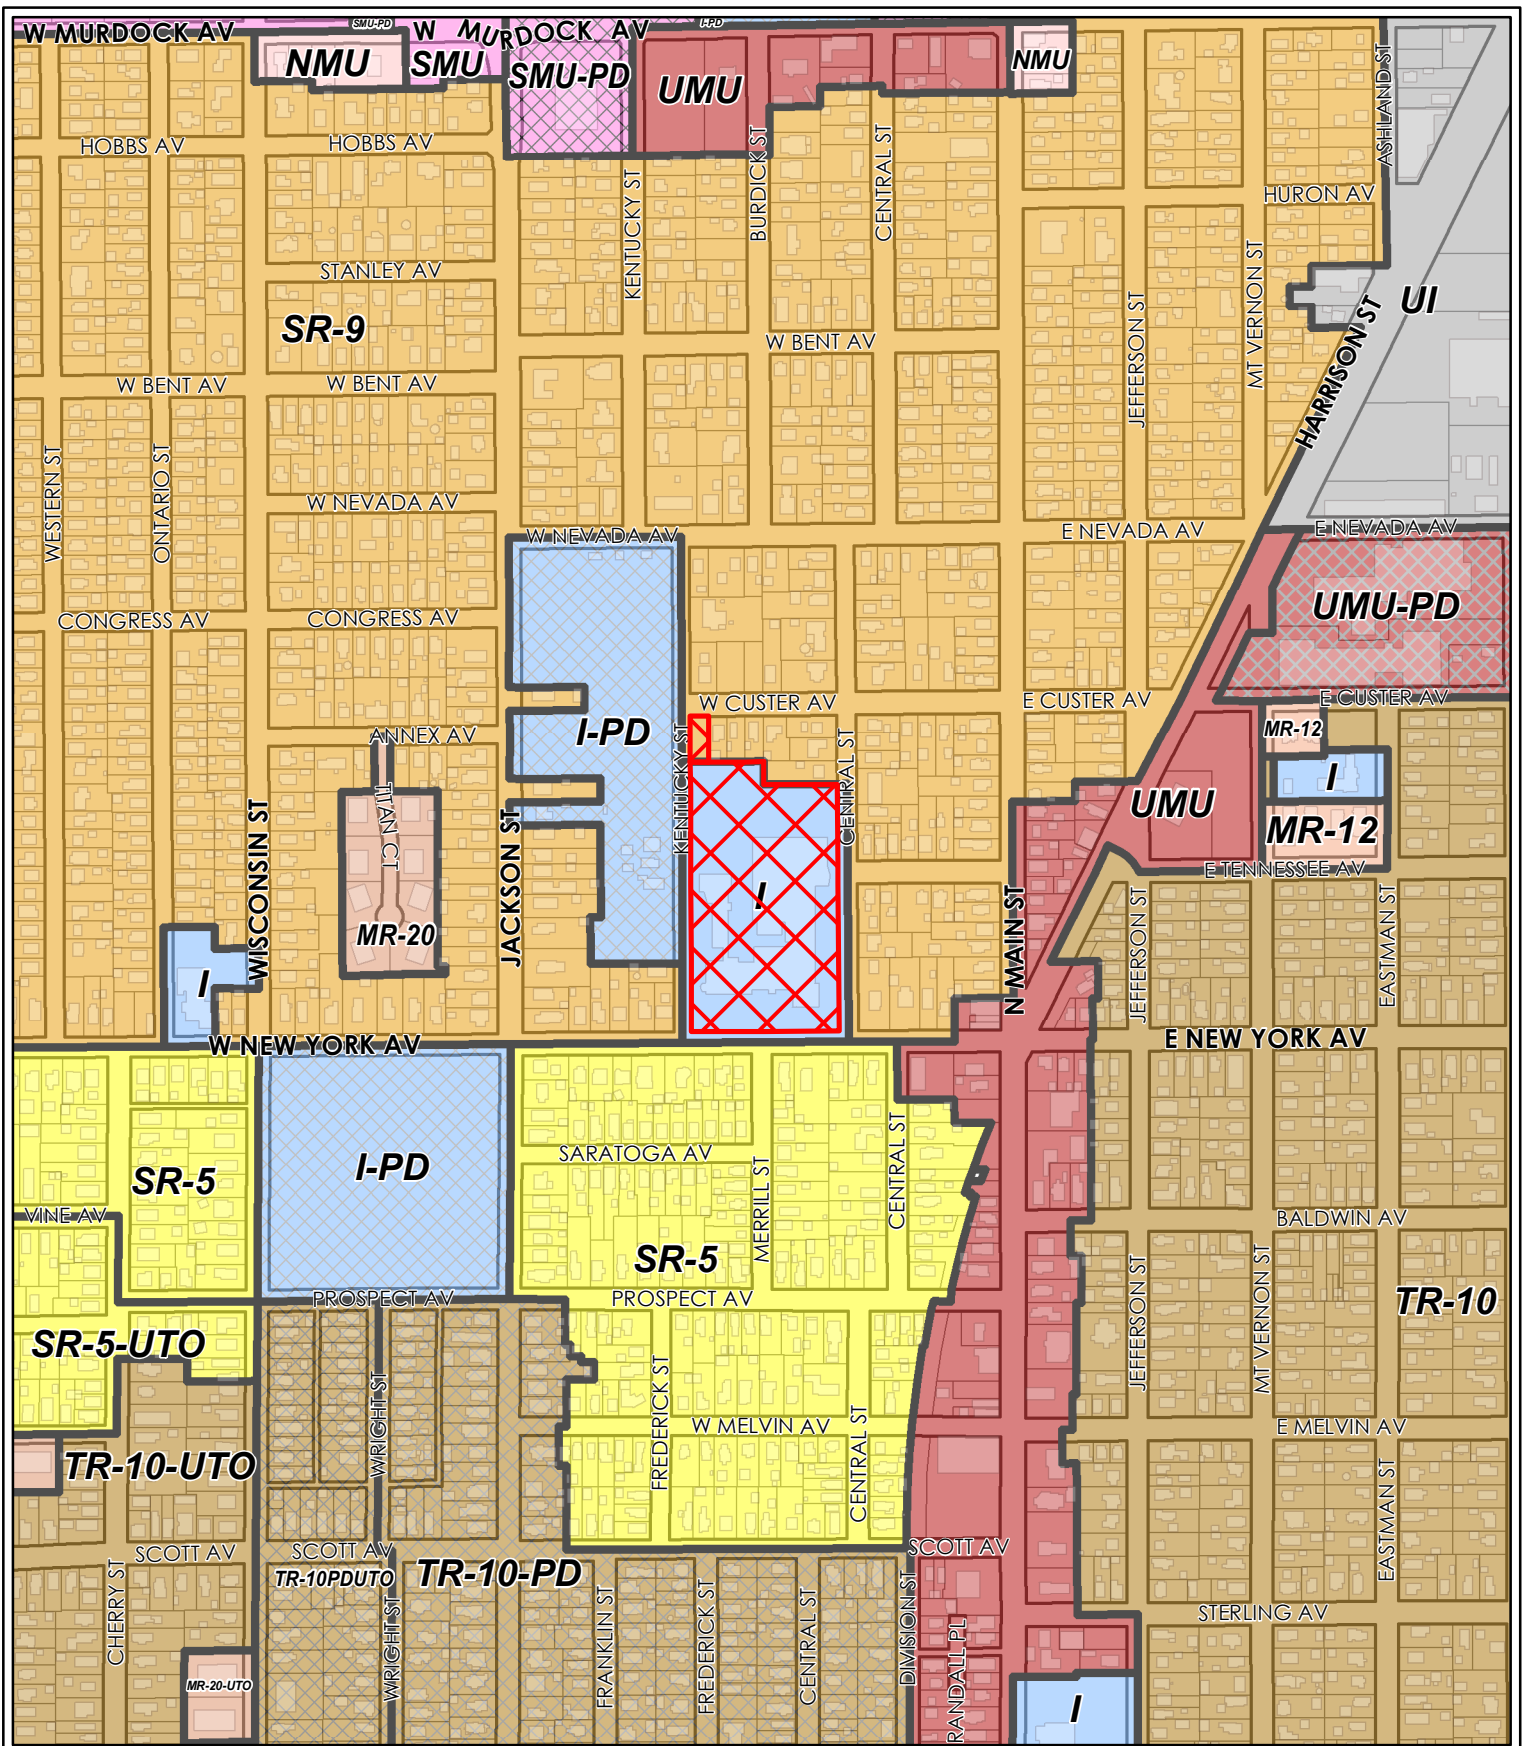 SMU-PD
I-PD
W MURDOCK AV
W MURDOCK AV
NMU
SMU
SMU-PD
UMU
NMU
ASHLAND ST
HOBBS AV
HOBBS AV
BURDICK ST
CENTRAL ST
KENTUCKY ST
HURON AV
STANLEY AV
MT VERNON ST
JEFFERSON ST
UI
SR-9
W BENT AV
HARRISON ST
W BENT AV
W BENT AV
WESTERN ST
ONTARIO ST
W NEVADA AV
W NEVADA AV
E NEVADA AV
E NEVADA AV
UMU-PD
CONGRESS AV
CONGRESS AV
W CUSTER AV
E CUSTER AV
E CUSTER AV
I-PD
MR-12
ANNEX AV
KENTUCKY ST
CENTRAL ST
I
UMU
TITAN CT
MR-12
WISCONSIN ST
JACKSON ST
E TENNESSEE AV
I
N MAIN ST
JEFFERSON ST
EASTMAN ST
MR-20
I
W NEW YORK AV
E NEW YORK AV
SARATOGA AV
I-PD
SR-5
MERRILL ST
CENTRAL ST
VINE AV
BALDWIN AV
SR-5
JEFFERSON ST
MT VERNON ST
PROSPECT AV
PROSPECT AV
TR-10
SR-5-UTO
FREDERICK ST
WRIGHT ST
W MELVIN AV
E MELVIN AV
TR-10-UTO
CENTRAL ST
EASTMAN ST
SCOTT AV
SCOTT AV
SCOTT AV
TR-10PDUTO
TR-10-PD
CHERRY ST
WRIGHT ST
FRANKLIN ST
FREDERICK ST
CENTRAL ST
DIVISION ST
RANDALL PL
STERLING AV
MR-20-UTO
I